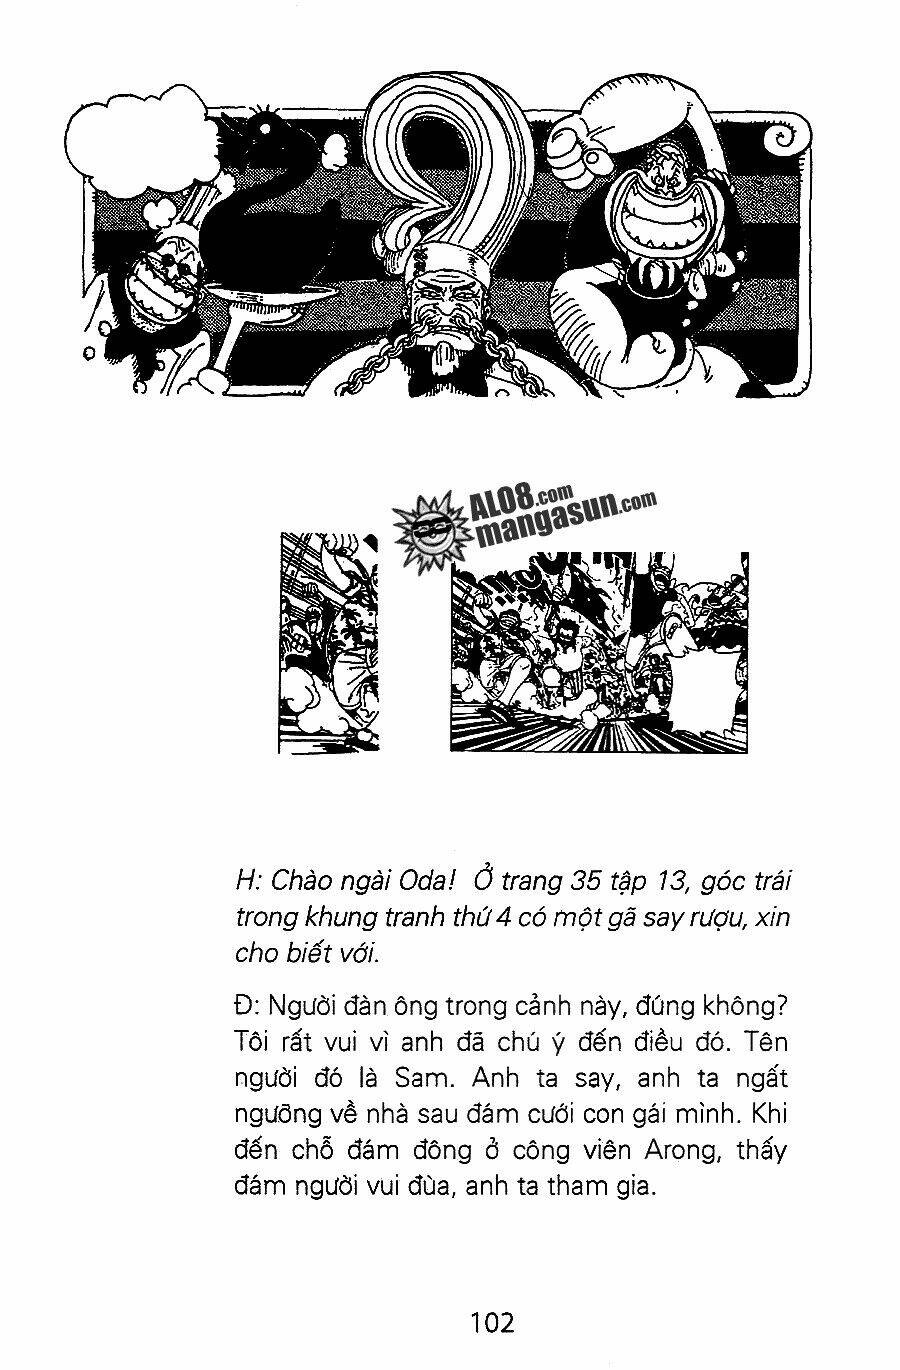 AL08.com
mangasun.com
H: Chào ngài Oda! Ở trang 35 tập 13, góc trái
trong khung tranh thứ 4 có một gã say rượu, xin
cho biết với.
Đ: Người đàn ông trong cảnh này, đúng không?
Tôi rất vui vì anh đã chú ý đến điều đó. Tên
người đó là Sam. Anh ta say, anh ta ngất
ngưỡng về nhà sau đám cưới con gái mình. Khi
đến chỗ đám đông ở công viên Arong, thấy
đám người vui đùa, anh ta tham gia.
102